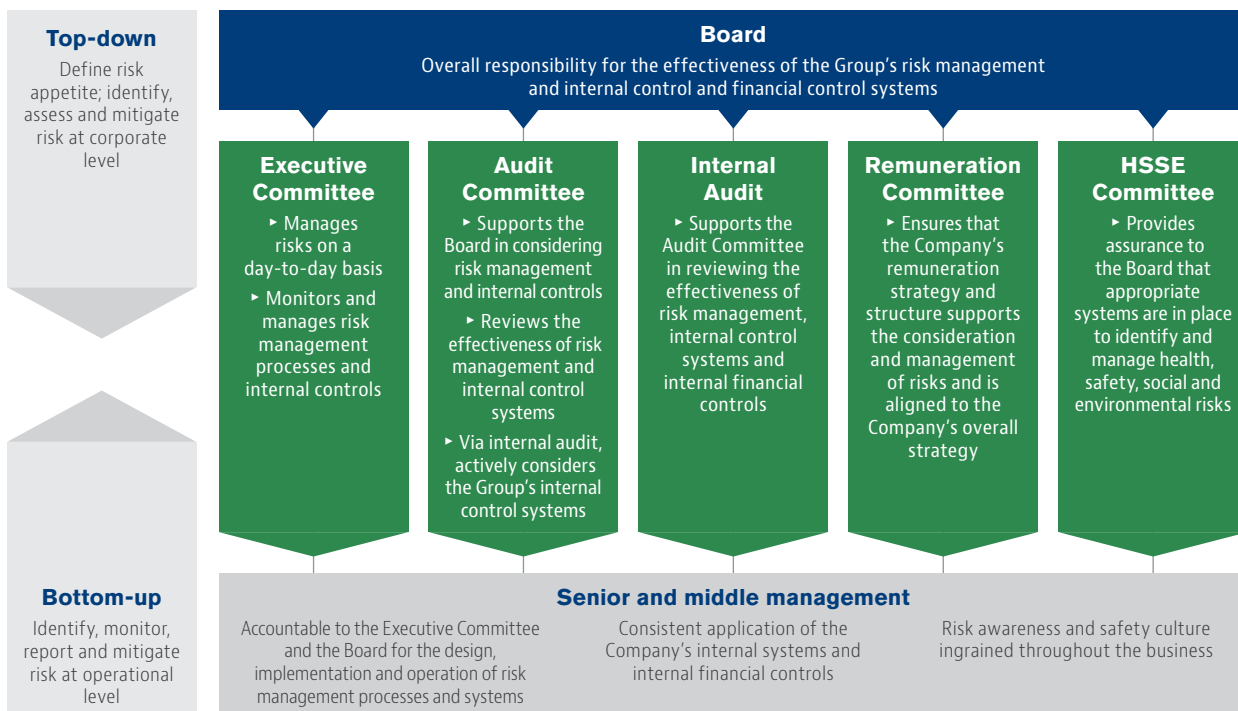 Top-down
Define risk
appetite; identify,
assess and mitigate
risk at corporate
level
Board
Overall responsibility for the effectiveness of the Group's risk management
and internal control and financial control systems
Executive
Committee
‣ Manages
risks on a
day-to-day basis
‣ Monitors and
manages risk
management
processes and
internal controls
Audit
Committee
‣ Supports the
Board in considering
risk management
and internal controls
‣ Reviews the
effectiveness of risk
management and
internal control
systems
‣ Via internal audit,
actively considers
the Group's internal
control systems
Internal
Audit
‣ Supports the
Audit Committee
in reviewing the
effectiveness of
risk management,
internal control
systems and
internal financial
controls
Remuneration
Committee
‣ Ensures that
the Company's
remuneration
strategy and
structure supports
the consideration
and management
of risks and is
aligned to the
Company's overall
strategy
HSSE
Committee
‣ Provides
assurance to
the Board that
appropriate
systems are in place
to identify and
manage health,
safety, social and
environmental risks
Bottom-up
Identify, monitor,
report and mitigate
risk at operational
level
Senior and middle management
Accountable to the Executive Committee
and the Board for the design,
implementation and operation of risk
management processes and systems
Consistent application of the
Company's internal systems and
internal financial controls
Risk awareness and safety culture
ingrained throughout the business